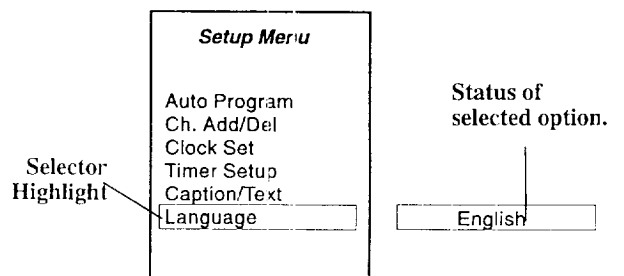 Setup Menu
Auto Program
Ch. Add/Del
Clock Set
Timer Setup
Caption/Text
Language
Selector
Highlight
Status of
selected option.
English